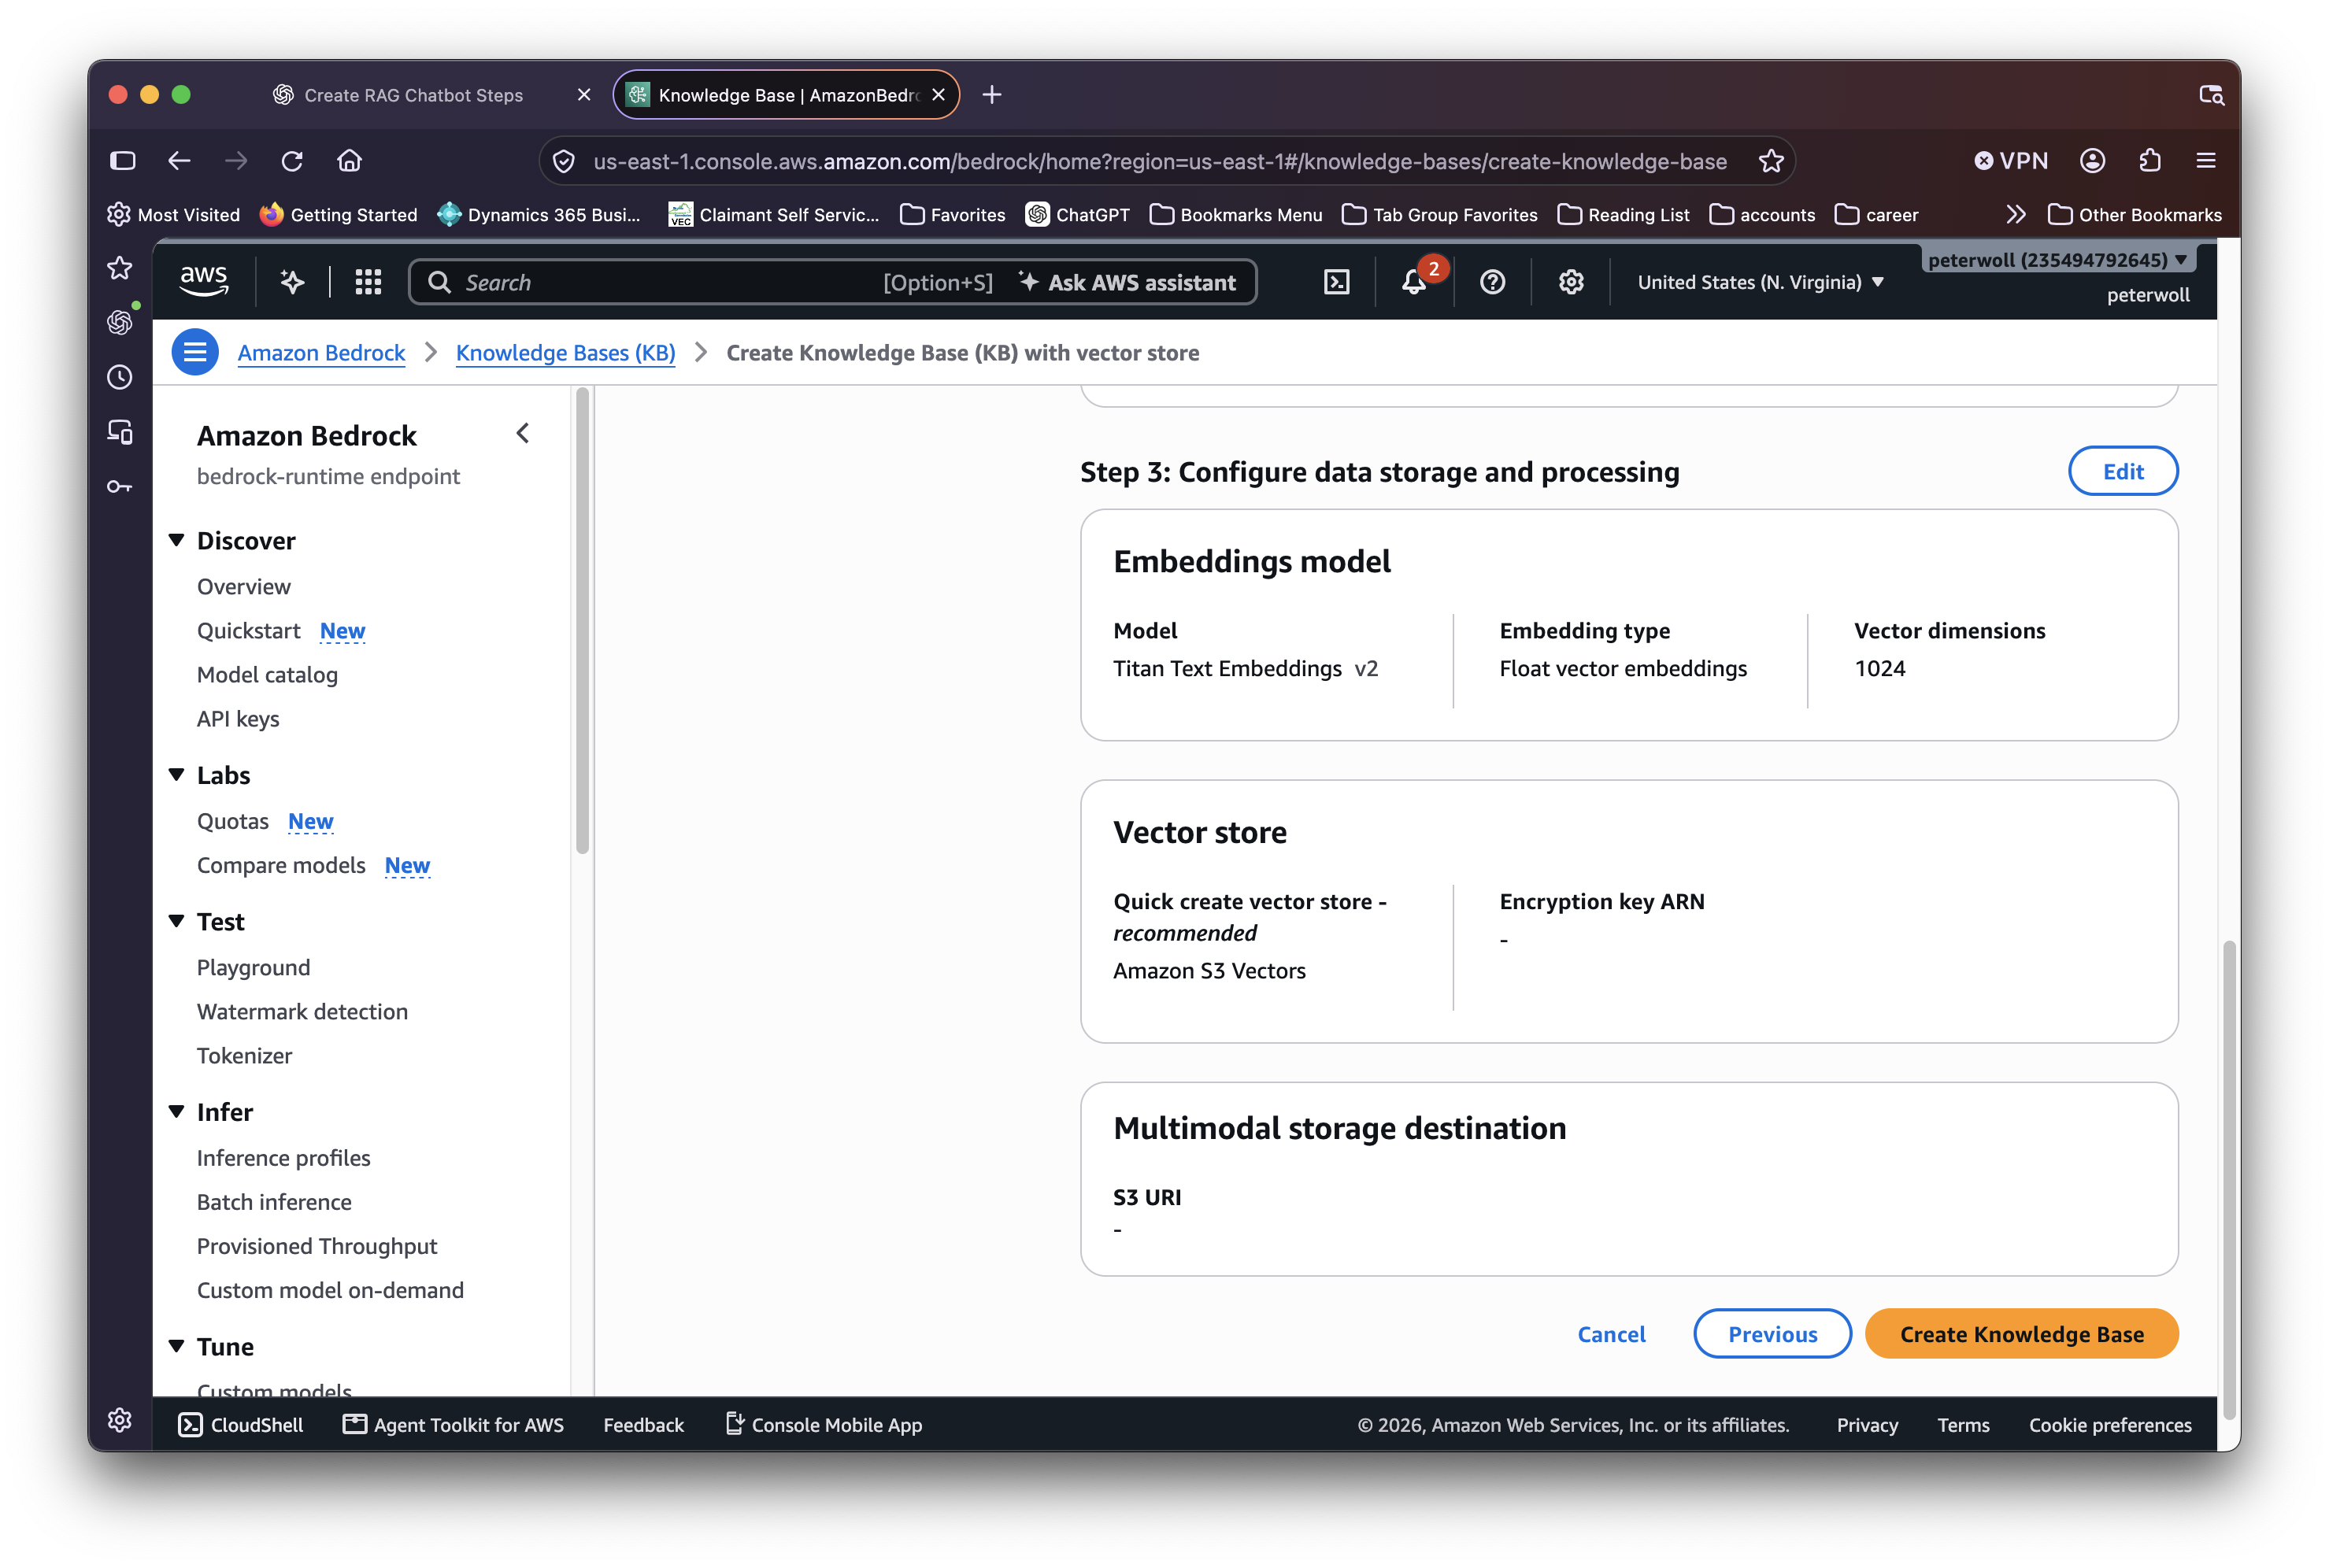 Create RAG Chatbot Steps
Knowledge Base | AmazonBedro
us-east-1.console.aws.amazon.com/bedrock/home?region=us-east-1#/knowledge-bases/create-knowledge-base
VPN
Most Visited
Getting Started
Dynamics 365 Busi...
VEC
Claimant Self Servic...
Favorites
ChatGPT
Bookmarks Menu
Tab Group Favorites
Reading List
accounts
career
Other Bookmarks
aws
Search
[Option+S]
Ask AWS assistant
2
United States (N. Virginia)
peterwoll (235494792645)
peterwoll
Amazon Bedrock
Knowledge Bases (KB)
Create Knowledge Base (KB) with vector store
Amazon Bedrock
bedrock-runtime endpoint
Discover
Overview
Quickstart New
Model catalog
API keys
Labs
Quotas New
Compare models New
Test
Playground
Watermark detection
Tokenizer
Infer
Inference profiles
Batch inference
Provisioned Throughput
Custom model on-demand
Tune
Custom models
Step 3: Configure data storage and processing
Edit
Embeddings model
Model
Titan Text Embeddings v2
Embedding type
Float vector embeddings
Vector dimensions
1024
Vector store
Quick create vector store -
recommended
Amazon S3 Vectors
Encryption key ARN
-
Multimodal storage destination
S3 URI
-
Cancel
Previous
Create Knowledge Base
CloudShell
Agent Toolkit for AWS
Feedback
Console Mobile App
© 2026, Amazon Web Services, Inc. or its affiliates.
Privacy
Terms
Cookie preferences